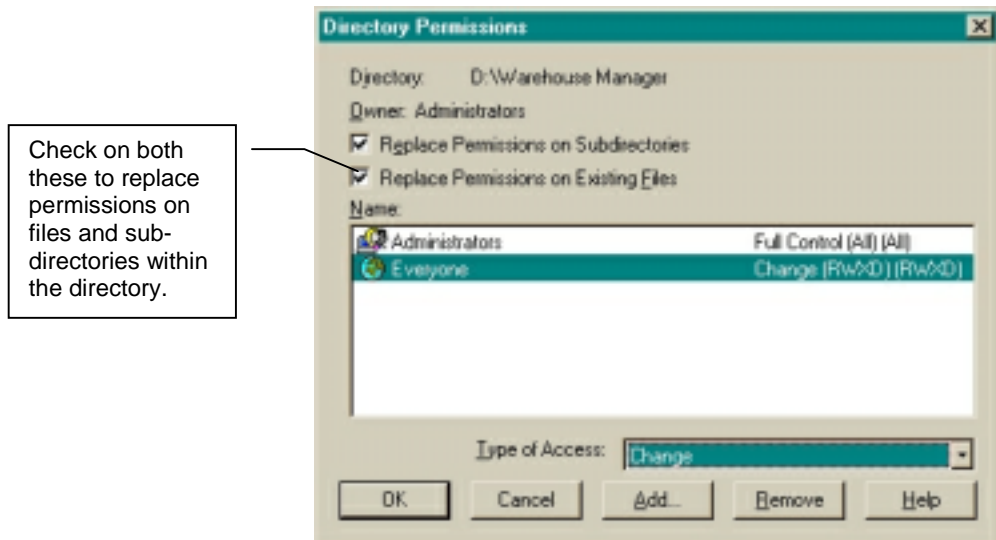 Directory Permissions
Directory: D:\Warehouse Manager
Owner: Administrators
Replace Permissions on Subdirectories
Replace Permissions on Existing Files
Name:
Administrators Full Control (All) (All)
Everyone Change (RWXD) (RWXD)
Type of Access: Change
OK Cancel Add... Remove Help
Check on both
these to replace
permissions on
files and sub-
directories within
the directory.